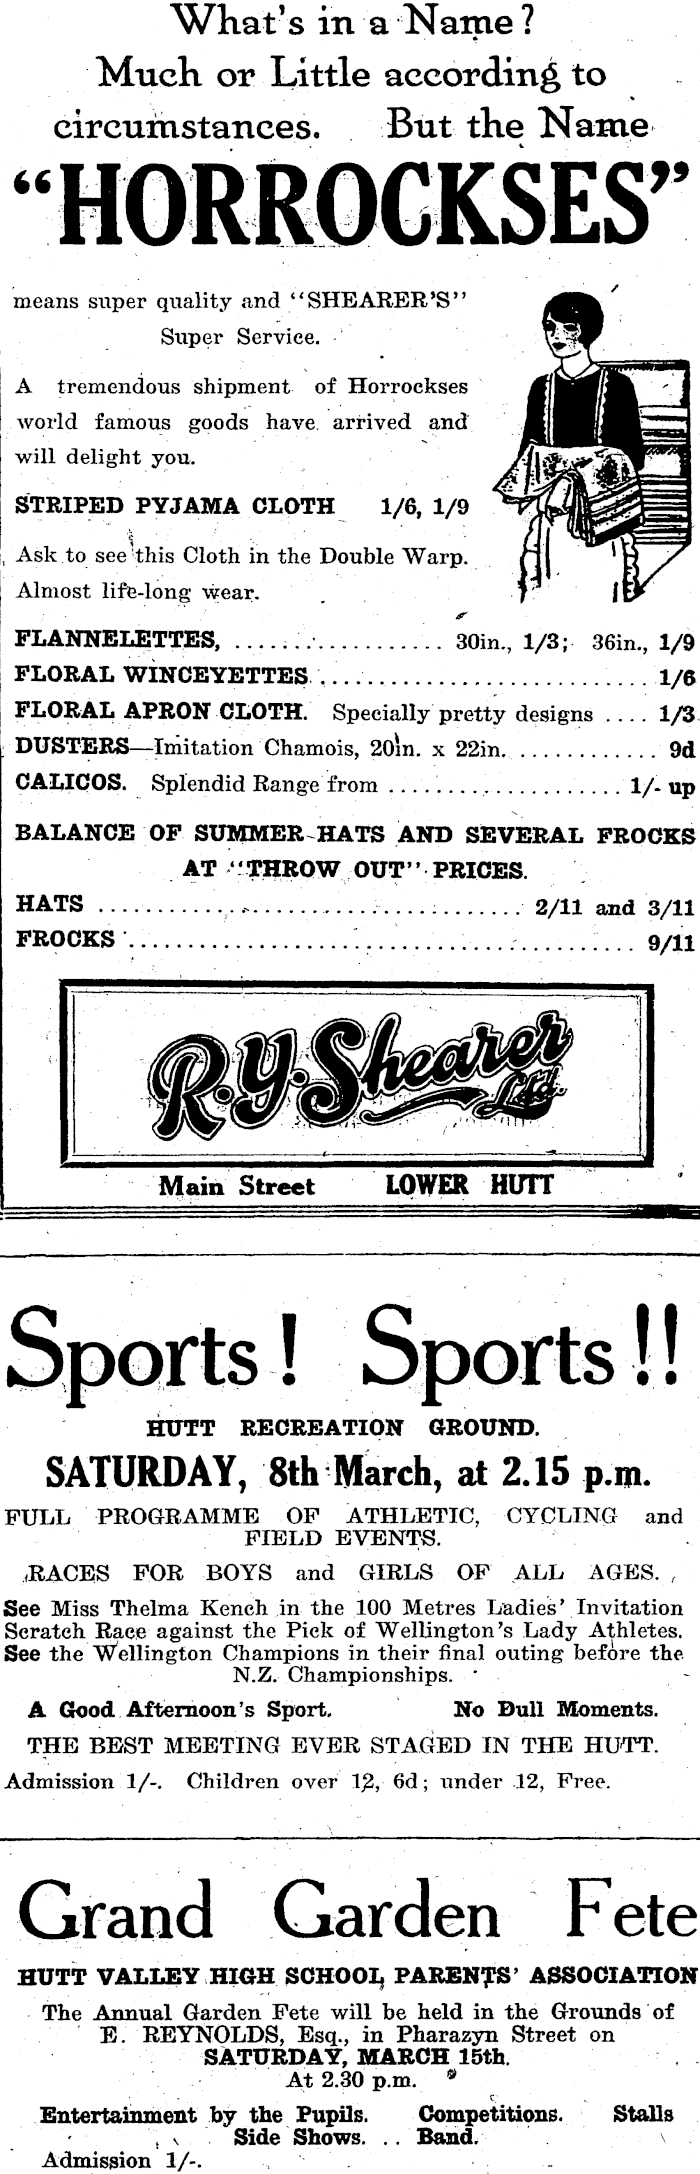 What's in a Name?
Much or Little according to
circumstances. But the Name
"HORROCKSES"
means super quality and "SHEARER'S"
Super Service.
A tremendous shipment of Horrockses
world famous goods have arrived and
will delight you.
STRIPED PYJAMA CLOTH 1/6, 1/9
Ask to see this Cloth in the Double Warp.
Almost life-long wear.
FLANNELETTES, .................... 30in., 1/3; 36in., 1/9
FLORAL WINCEYETTES ............................... 1/6
FLORAL APRON CLOTH. Specially pretty designs .... 1/3
DUSTERS—Imitation Chamois, 20in. x 22in. ............ 9d
CALICOS. Splendid Range from .................... 1/- up
BALANCE OF SUMMER HATS AND SEVERAL FROCKS
AT "THROW OUT" PRICES.
HATS ..................................... 2/11 and 3/11
FROCKS .............................................. 9/11
R.Y. Shearer Ltd.
Main Street LOWER HUTT
Sports! Sports!!
HUTT RECREATION GROUND.
SATURDAY, 8th March, at 2.15 p.m.
FULL PROGRAMME OF ATHLETIC, CYCLING and
FIELD EVENTS.
RACES FOR BOYS and GIRLS OF ALL AGES.
See Miss Thelma Kench in the 100 Metres Ladies' Invitation
Scratch Race against the Pick of Wellington's Lady Athletes.
See the Wellington Champions in their final outing before the
N.Z. Championships.
A Good Afternoon's Sport. No Dull Moments.
THE BEST MEETING EVER STAGED IN THE HUTT.
Admission 1/-. Children over 12, 6d; under 12, Free.
Grand Garden Fete
HUTT VALLEY HIGH SCHOOL PARENTS' ASSOCIATION
The Annual Garden Fete will be held in the Grounds of
E. REYNOLDS, Esq., in Pharazyn Street on
SATURDAY, MARCH 15th.
At 2.30 p.m.
Entertainment by the Pupils. Competitions. Stalls
Side Shows. .. Band.
Admission 1/-.